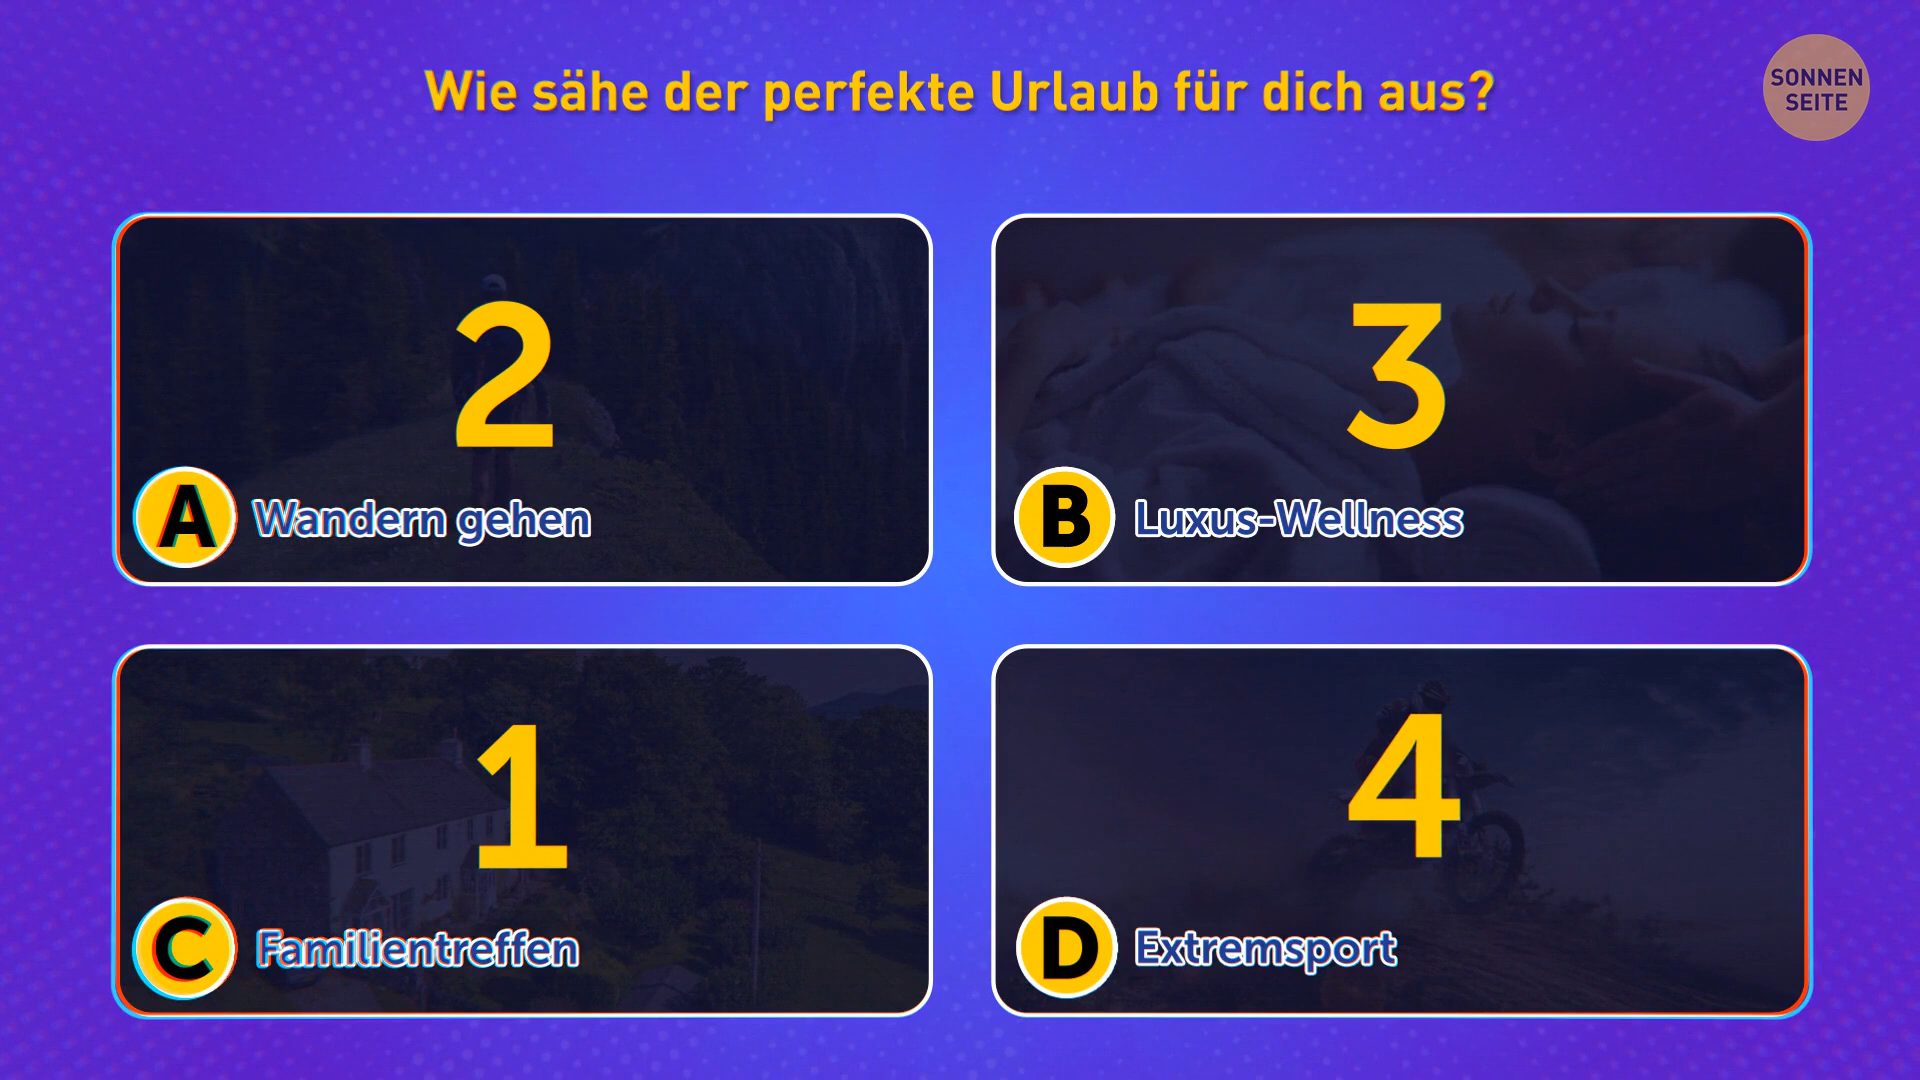 Wie sähe der perfekte Urlaub für dich aus?
SONNEN
SEITE
2
A Wandern gehen
3
B Luxus-Wellness
1
C Familientreffen
4
D Extremsport